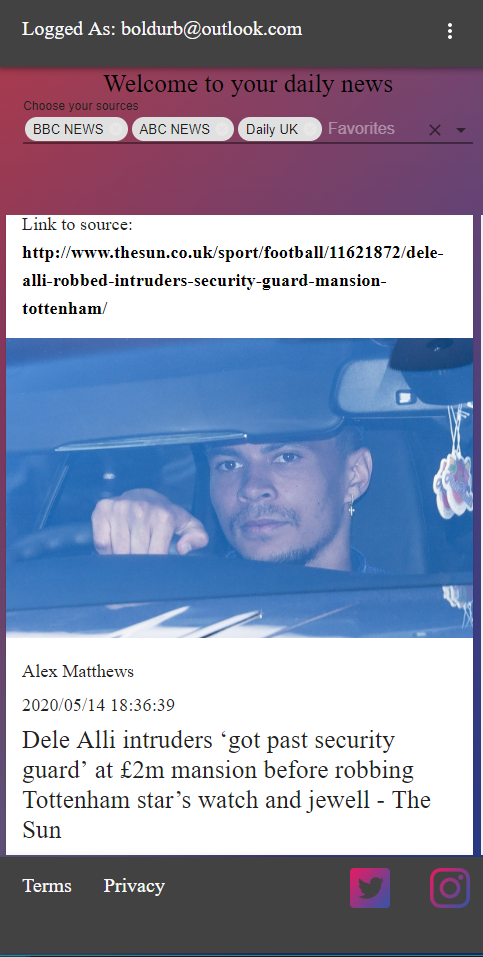 Logged As: boldurb@outlook.com
Welcome to your daily news
Choose your sources
BBC NEWS ABC NEWS Daily UK Favorites
Link to source:
http://www.thesun.co.uk/sport/football/11621872/dele-
alli-robbed-intruders-security-guard-mansion-
tottenham/
Alex Matthews
2020/05/14 18:36:39
Dele Alli intruders ‘got past security
guard’ at £2m mansion before robbing
Tottenham star’s watch and jewell - The
Sun
Terms Privacy